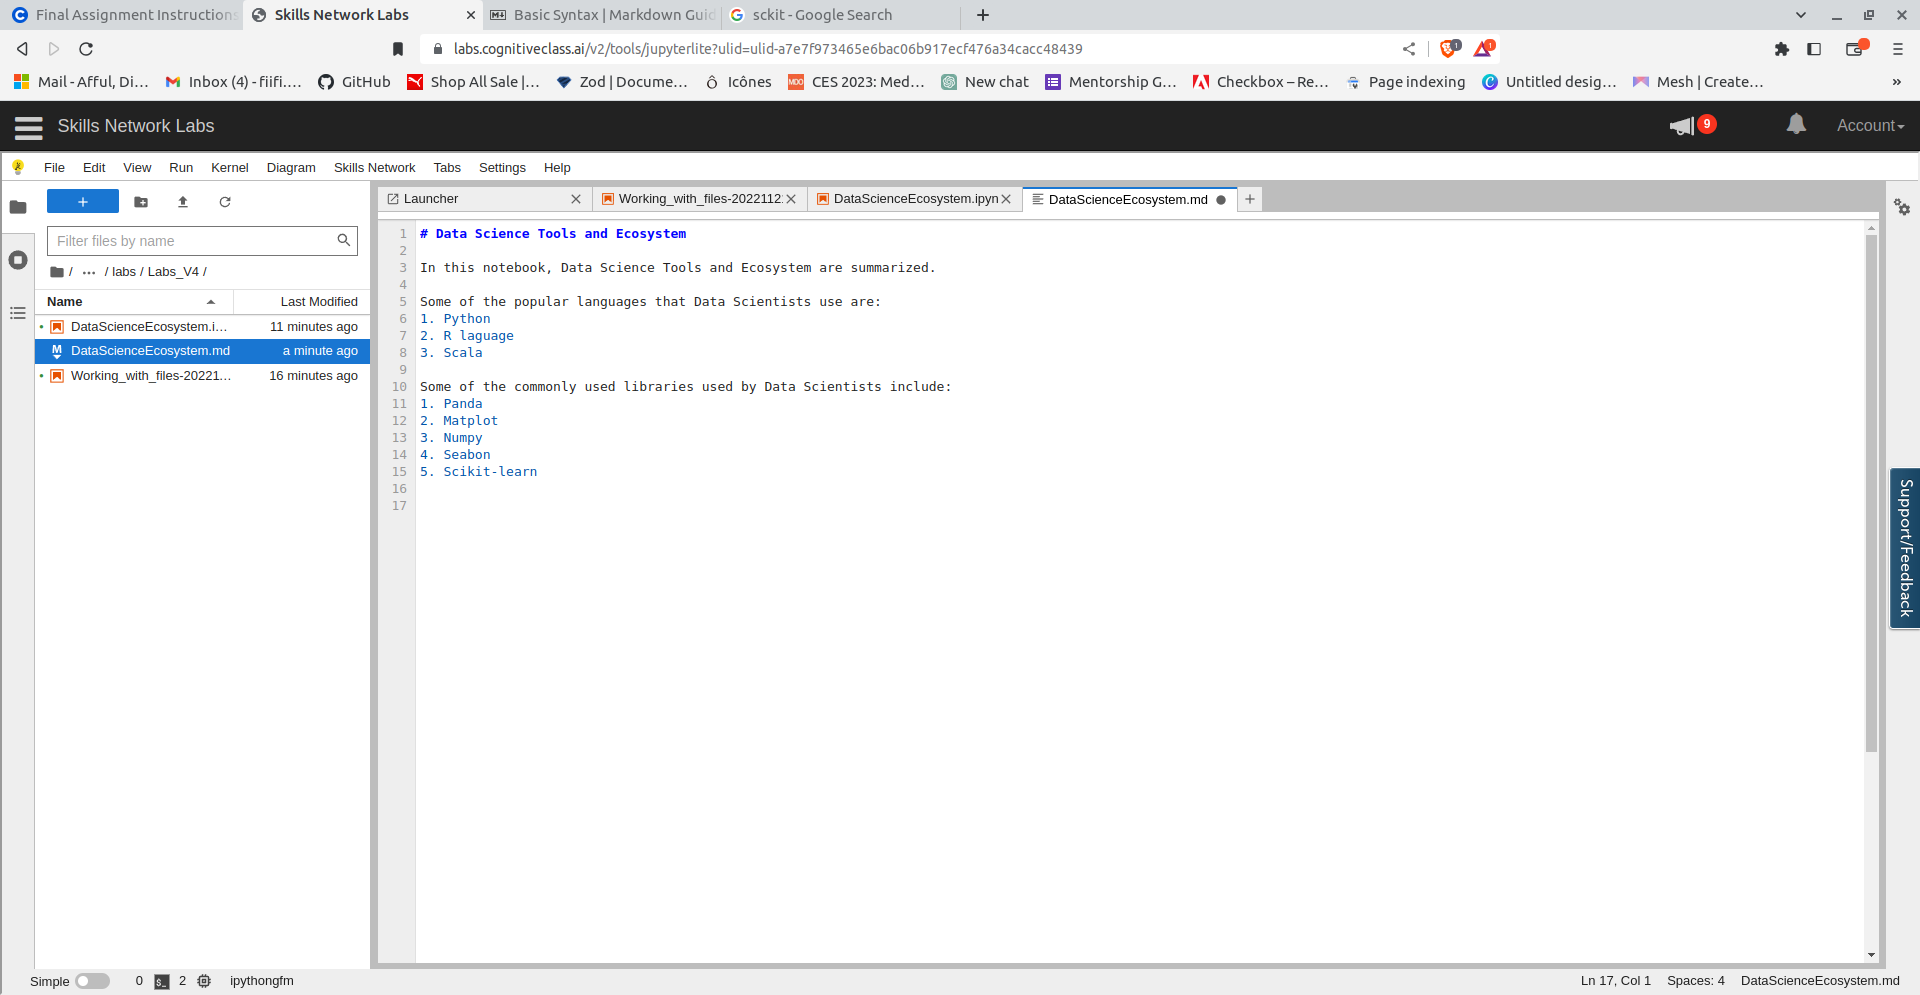 Final Assignment Instructions
Skills Network Labs
Basic Syntax | Markdown Guid
sckit - Google Search
labs.cognitiveclass.ai/v2/tools/jupyterlite?ulid=ulid-a7e7f973465e6bac06b917ecf476a34cacc48439
1
1
Mail - Afful, Di...
Inbox (4) - fiifi....
GitHub
Shop All Sale |...
Zod | Docume...
Icônes
CES 2023: Med...
New chat
Mentorship G...
Checkbox – Re...
Page indexing
Untitled desig...
Mesh | Create...
»
Skills Network Labs
9
Account
File Edit View Run Kernel Diagram Skills Network Tabs Settings Help
+
Launcher
Working_with_files-2022112
DataScienceEcosystem.ipyn
DataScienceEcosystem.md
Filter files by name
/ ... / labs / Labs_V4 /
Name Last Modified
DataScienceEcosystem.i... 11 minutes ago
DataScienceEcosystem.md a minute ago
Working_with_files-20221... 16 minutes ago
1 # Data Science Tools and Ecosystem
2
3 In this notebook, Data Science Tools and Ecosystem are summarized.
4
5 Some of the popular languages that Data Scientists use are:
6 1. Python
7 2. R laguage
8 3. Scala
9
10 Some of the commonly used libraries used by Data Scientists include:
11 1. Panda
12 2. Matplot
13 3. Numpy
14 4. Seabon
15 5. Scikit-learn
16
17
Support/Feedback
Simple 0 $_ 2 ipythongfm
Ln 17, Col 1 Spaces: 4 DataScienceEcosystem.md